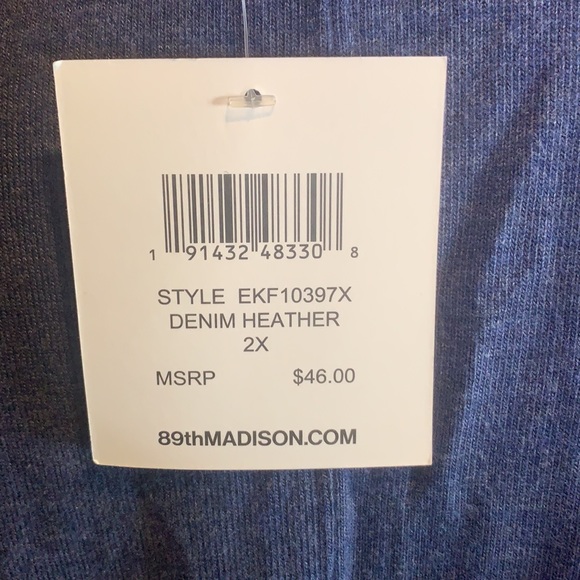 1 91432 48330 8
STYLE EKF10397X
DENIM HEATHER
2X
MSRP $46.00
89thMADISON.COM